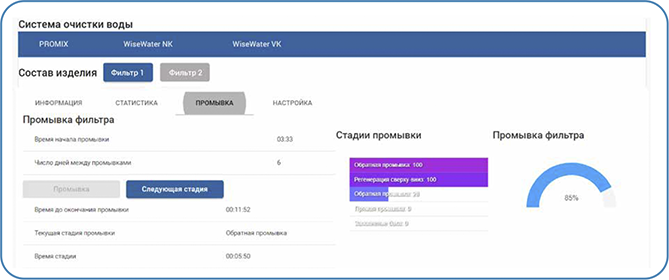 Система очистки воды
PROMIX WiseWater NK WiseWater VK
Состав изделия Фильтр 1 Фильтр 2
ИНФОРМАЦИЯ СТАТИСТИКА ПРОМЫВКА НАСТРОЙКА
Промывка фильтра
Время начала промывки 03:33
Число дней между промывками 6
Промывка Следующая стадия
Время до окончания промывки 00:11:52
Текущая стадия промывки Обратная промывка
Время стадии 00:05:50
Стадии промывки
Обратная промывка: 100
Регенерация сверху вниз: 100
Обратная промывка:
Прямая промывка: 0
Заполнение бака: 0
Промывка фильтра
85%